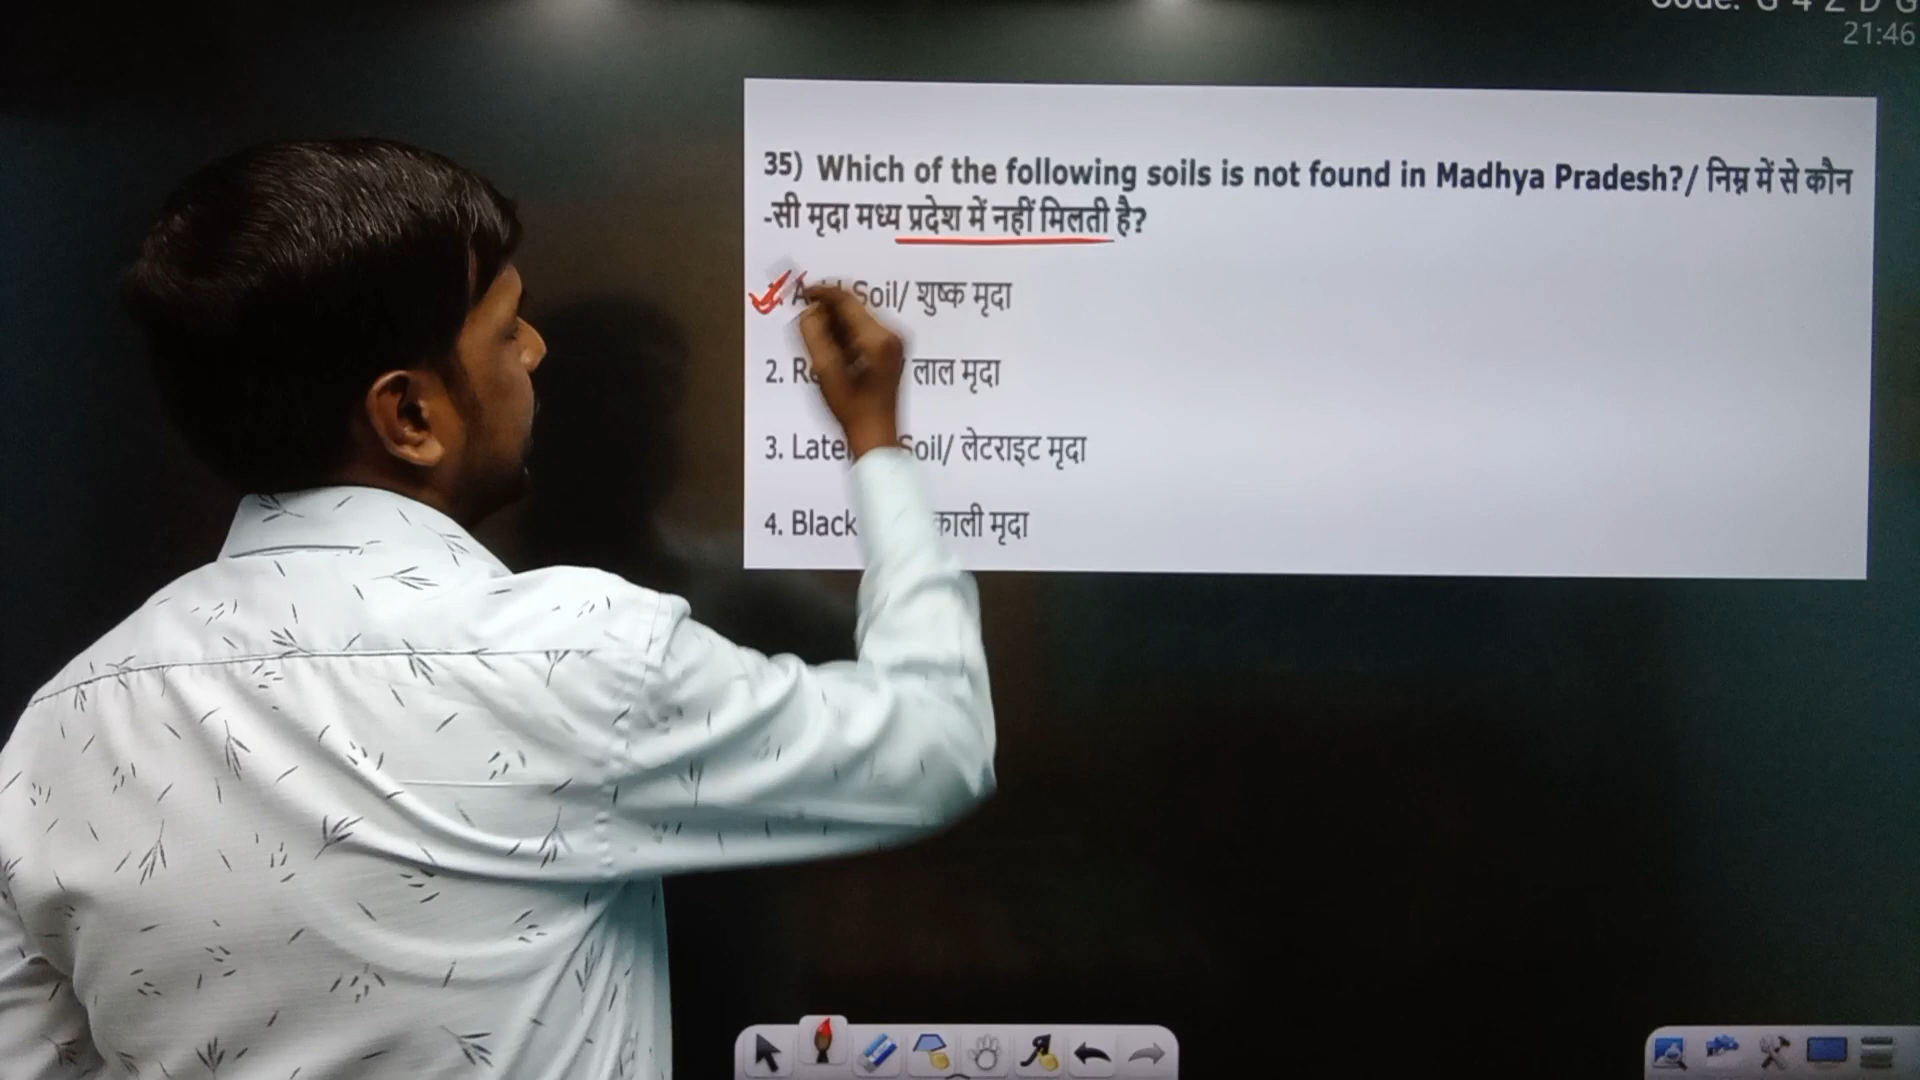 21:46
35) Which of the following soils is not found in Madhya Pradesh?/ निम्न में से कौन
-सी मृदा मध्य प्रदेश में नहीं मिलती है?
Soil/ शुष्क मृदा
2. लाल मृदा
3. Soil/ लेटराइट मृदा
4. Black काली मृदा